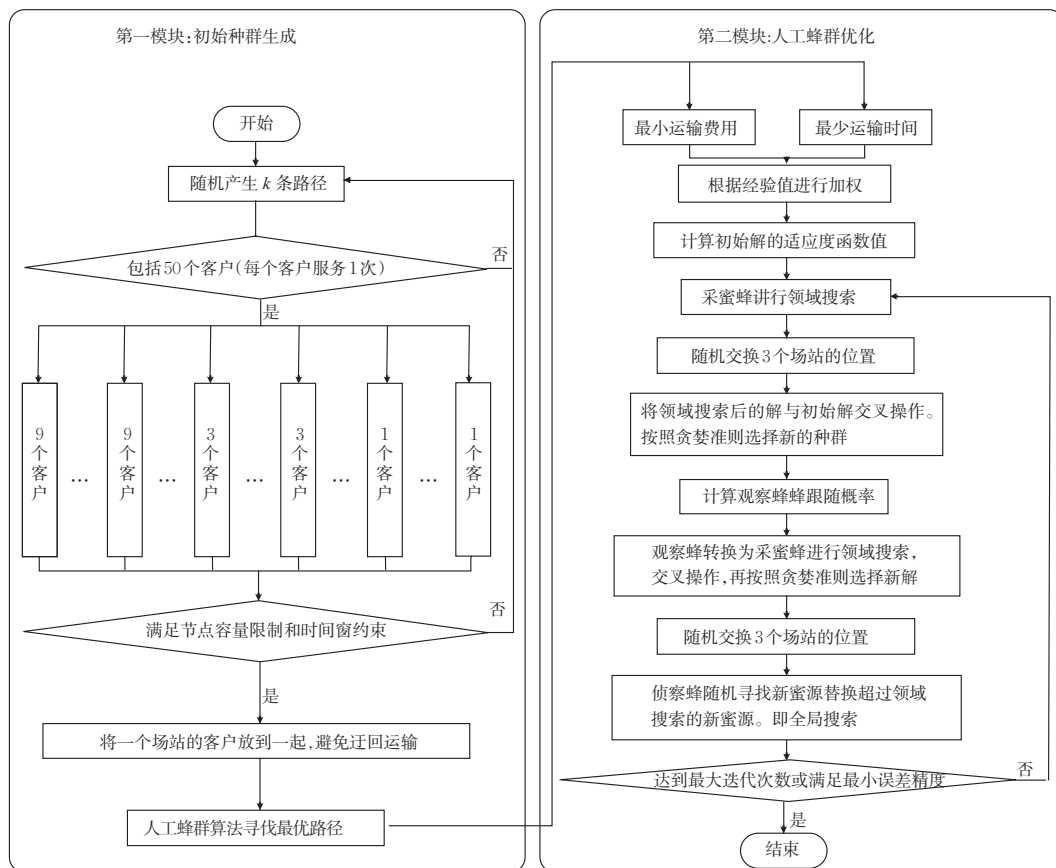 第一模块:初始种群生成
开始
随机产生 k 条路径
包括50个客户(每个客户服务1次)
否
是
9个客户
…
9个客户
…
3个客户
…
3个客户
…
1个客户
…
1个客户
满足节点容量限制和时间窗约束
否
是
将一个场站的客户放到一起,避免迂回运输
人工蜂群算法寻找最优路径
第二模块:人工蜂群优化
最小运输费用
最少运输时间
根据经验值进行加权
计算初始解的适应度函数值
采蜜蜂讲行领域搜索
随机交换3个场站的位置
将领域搜索后的解与初始解交叉操作。
按照贪婪准则选择新的种群
计算观察蜂蜂跟随概率
观察蜂转换为采蜜蜂进行领域搜索,
交叉操作,再按照贪婪准则选择新解
随机交换3个场站的位置
侦察蜂随机寻找新蜜源替换超过领域
搜索的新蜜源。即全局搜索
达到最大迭代次数或满足最小误差精度
否
是
结束